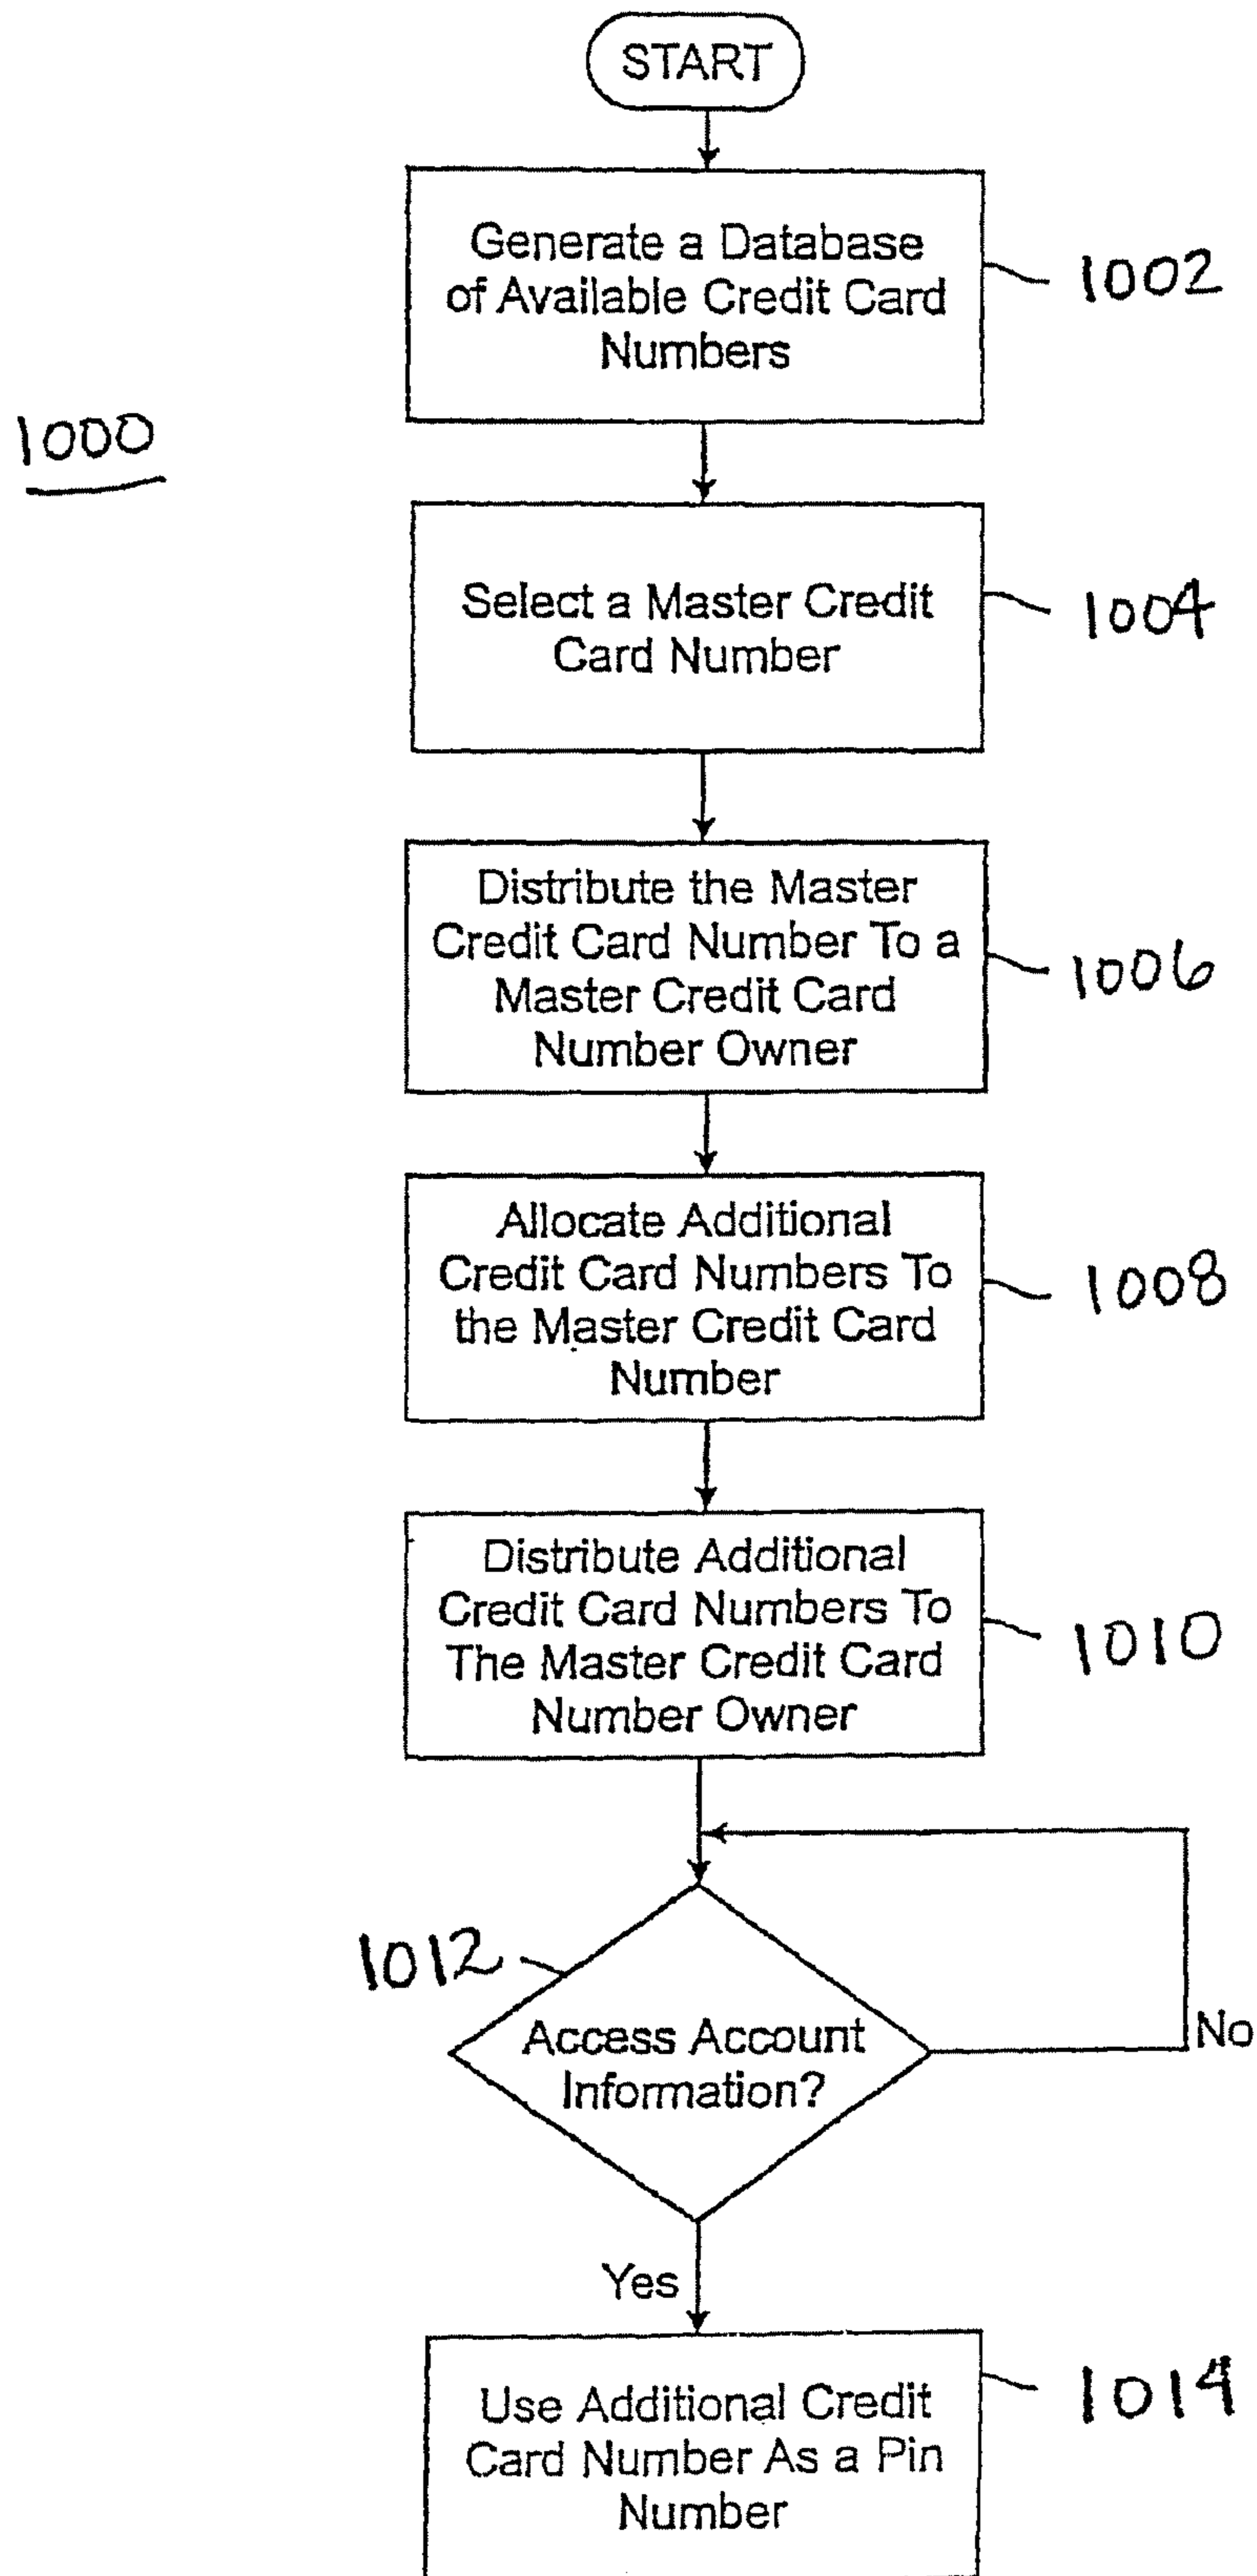 START
Generate a Database
of Available Credit Card
Numbers
1002
1000
Select a Master Credit
Card Number
1004
Distribute the Master
Credit Card Number To a
Master Credit Card
Number Owner
1006
Allocate Additional
Credit Card Numbers To
the Master Credit Card
Number
1008
Distribute Additional
Credit Card Numbers To
The Master Credit Card
Number Owner
1010
1012
Access Account
Information?
No
Yes
Use Additional Credit
Card Number As a Pin
Number
1014